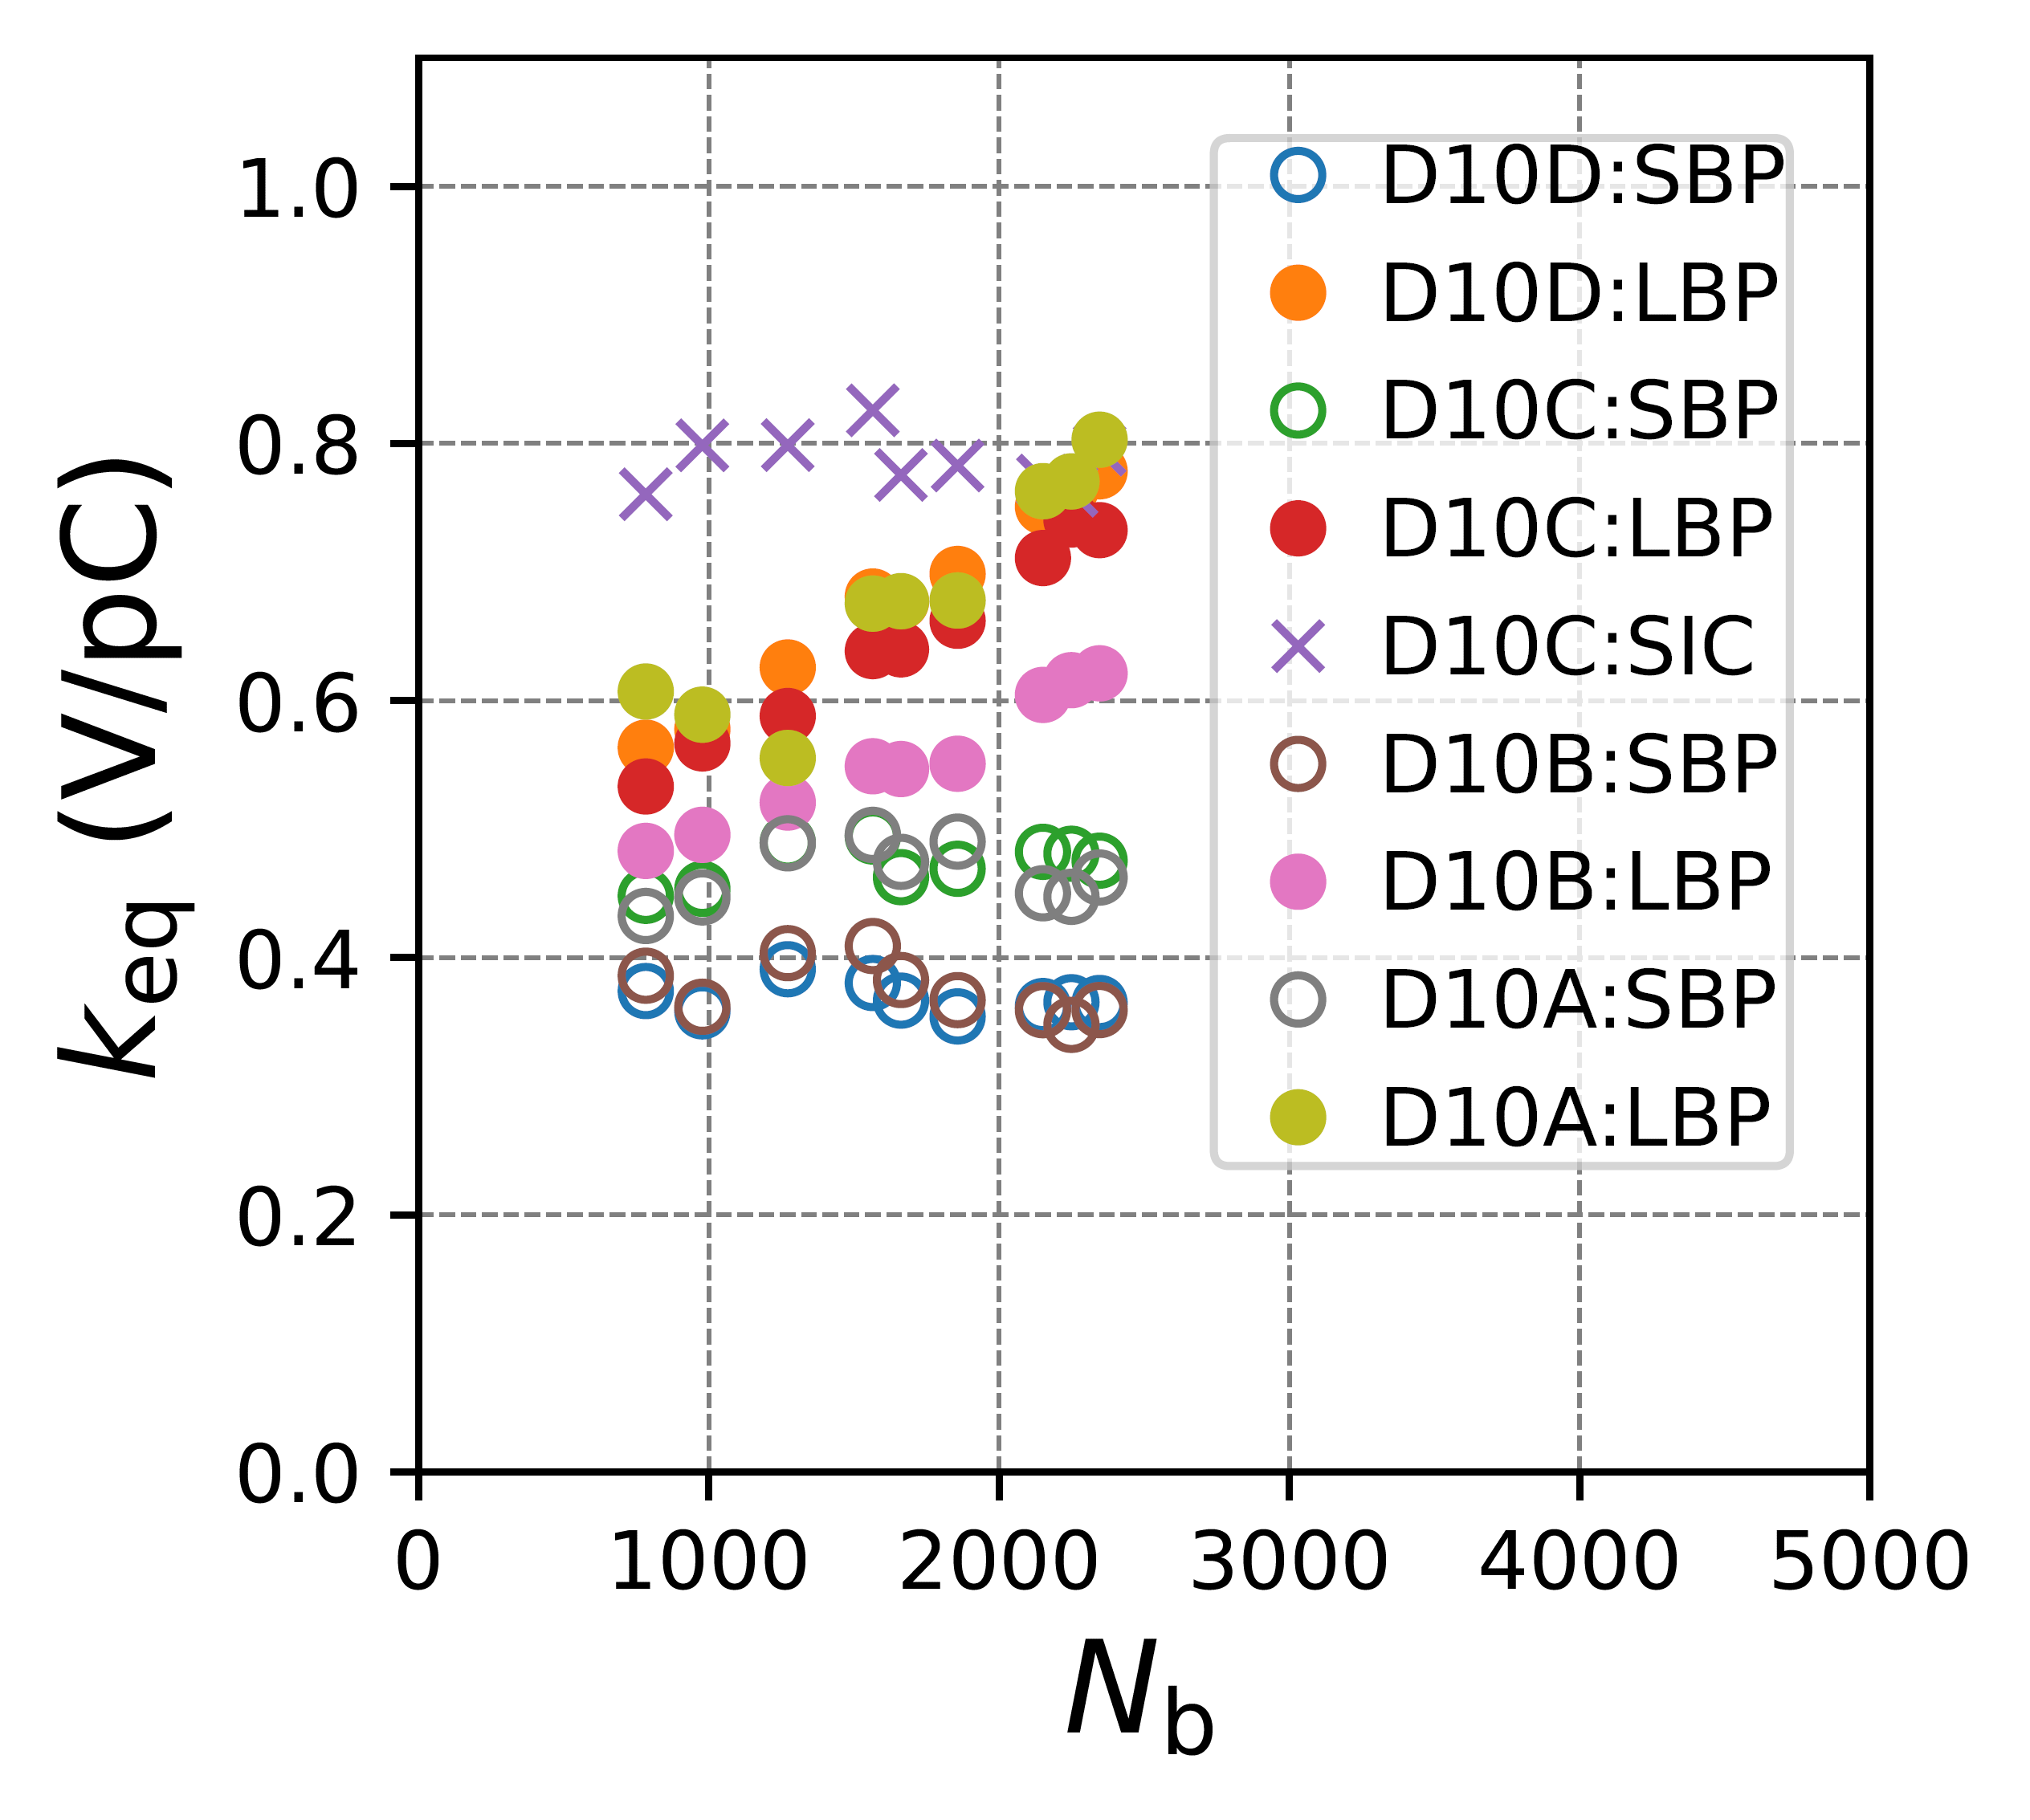 1.0
0.8
0.6
0.4
0.2
0.0
k_eq (V/pC)
0 1000 2000 3000 4000 5000
N_b
D10D:SBP
D10D:LBP
D10C:SBP
D10C:LBP
D10C:SIC
D10B:SBP
D10B:LBP
D10A:SBP
D10A:LBP